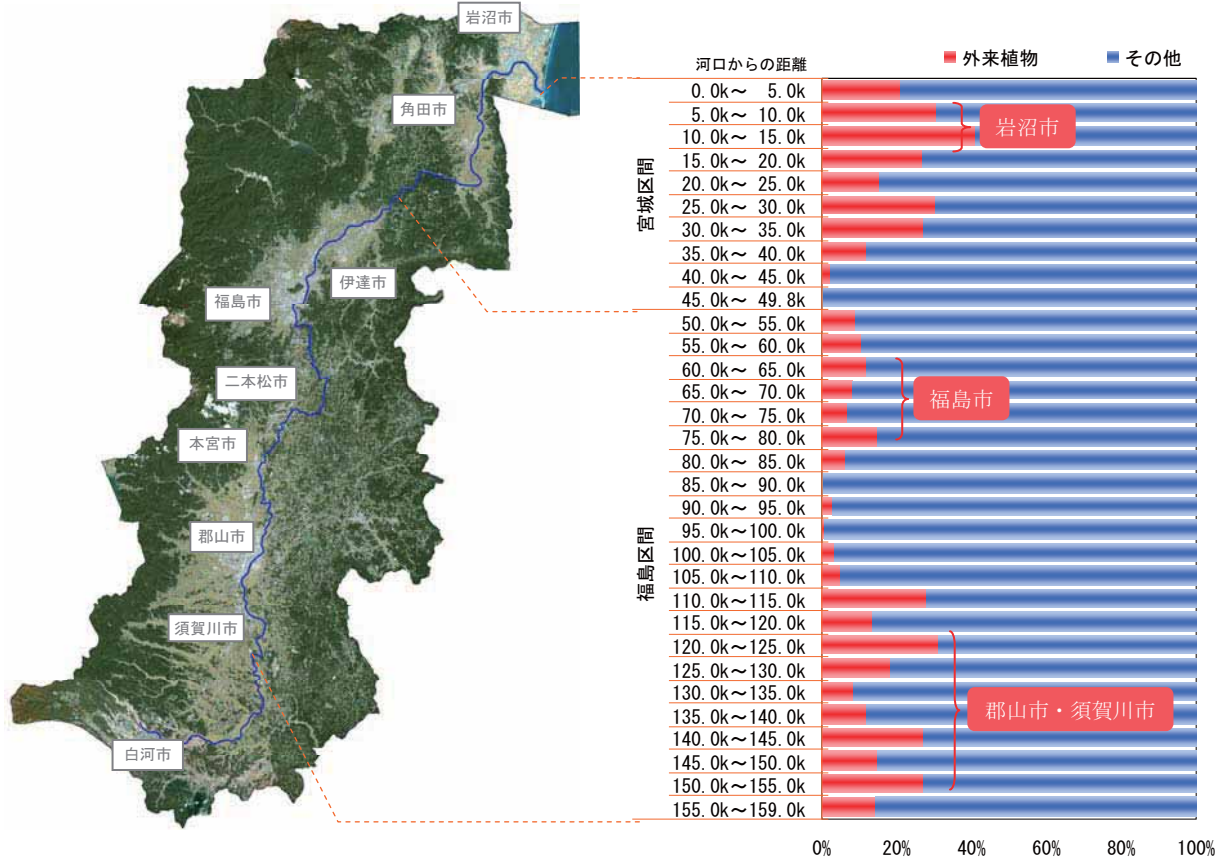 岩沼市
角田市
伊達市
福島市
二本松市
本宮市
郡山市
須賀川市
白河市
河口からの距離
外来植物 その他
宮城区間
0.0k～ 5.0k
5.0k～ 10.0k
10.0k～ 15.0k
15.0k～ 20.0k
20.0k～ 25.0k
25.0k～ 30.0k
30.0k～ 35.0k
35.0k～ 40.0k
40.0k～ 45.0k
45.0k～ 49.8k
岩沼市
福島区間
50.0k～ 55.0k
55.0k～ 60.0k
60.0k～ 65.0k
65.0k～ 70.0k
70.0k～ 75.0k
75.0k～ 80.0k
80.0k～ 85.0k
85.0k～ 90.0k
90.0k～ 95.0k
95.0k～100.0k
100.0k～105.0k
105.0k～110.0k
110.0k～115.0k
115.0k～120.0k
120.0k～125.0k
125.0k～130.0k
130.0k～135.0k
135.0k～140.0k
140.0k～145.0k
145.0k～150.0k
150.0k～155.0k
155.0k～159.0k
福島市
郡山市・須賀川市
0% 20% 40% 60% 80% 100%